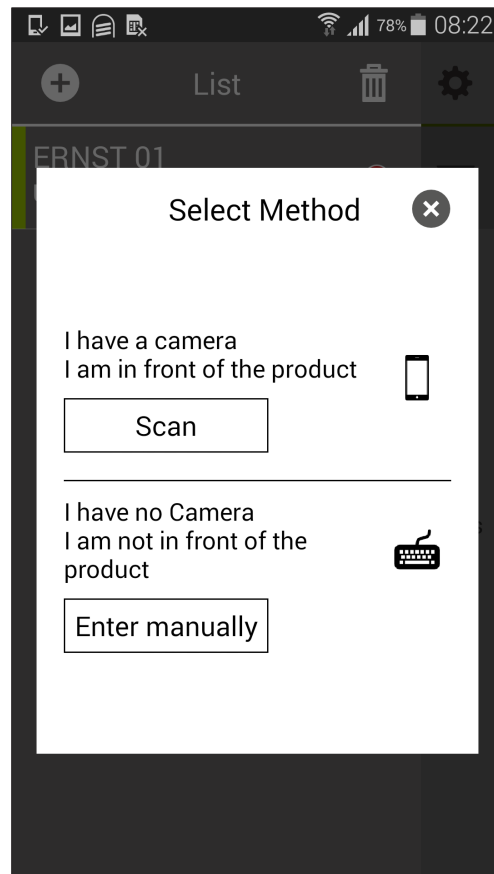 78% 08:22
List
ERNST 01
Select Method
I have a camera
I am in front of the product
Scan
I have no Camera
I am not in front of the
product
Enter manually